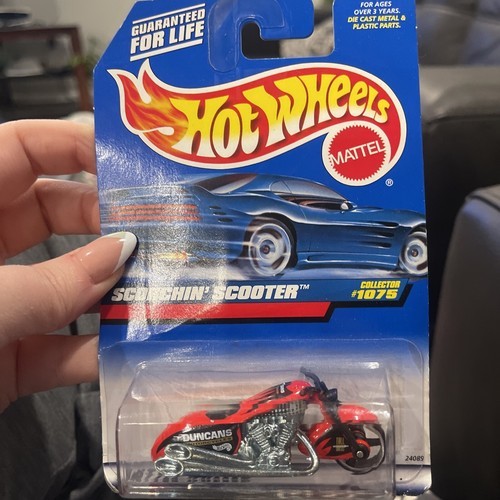 GUARANTEED
FOR LIFE
FOR AGES
OVER 3 YEARS.
DIE CAST METAL &
PLASTIC PARTS.
HOT WHEELS
MATTEL
®
SCORCHIN' SCOOTER™
COLLECTOR
#1075
DUNCANS
24089